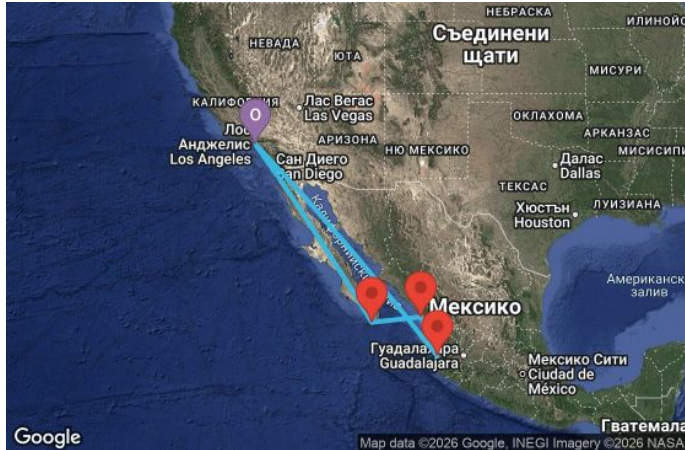 НЕБРАСКА
Съединени
щати
ИЛИНОЙС
НЕВАДА
ЮТА
МИСУРИ
КАЛИФОРНИЯ
Лас Вегас
Las Vegas
ОКЛАХОМА
O
Лос
Анджелис
Los Angeles
АРИЗОНА
НЮ МЕКСИКО
АРКАНЗАС
МИСИСИПИ
Сан Диего
San Diego
Далас
Dallas
ТЕКСАС
ЛУИЗИАНА
Хюстън
Houston
Американск
залив
Мексико
Гуадалахара
Guadalajara
Мексико Сити
Ciudad de
México
Гватемала
Google
Map data ©2026 Google, INEGI Imagery ©2026 NASA